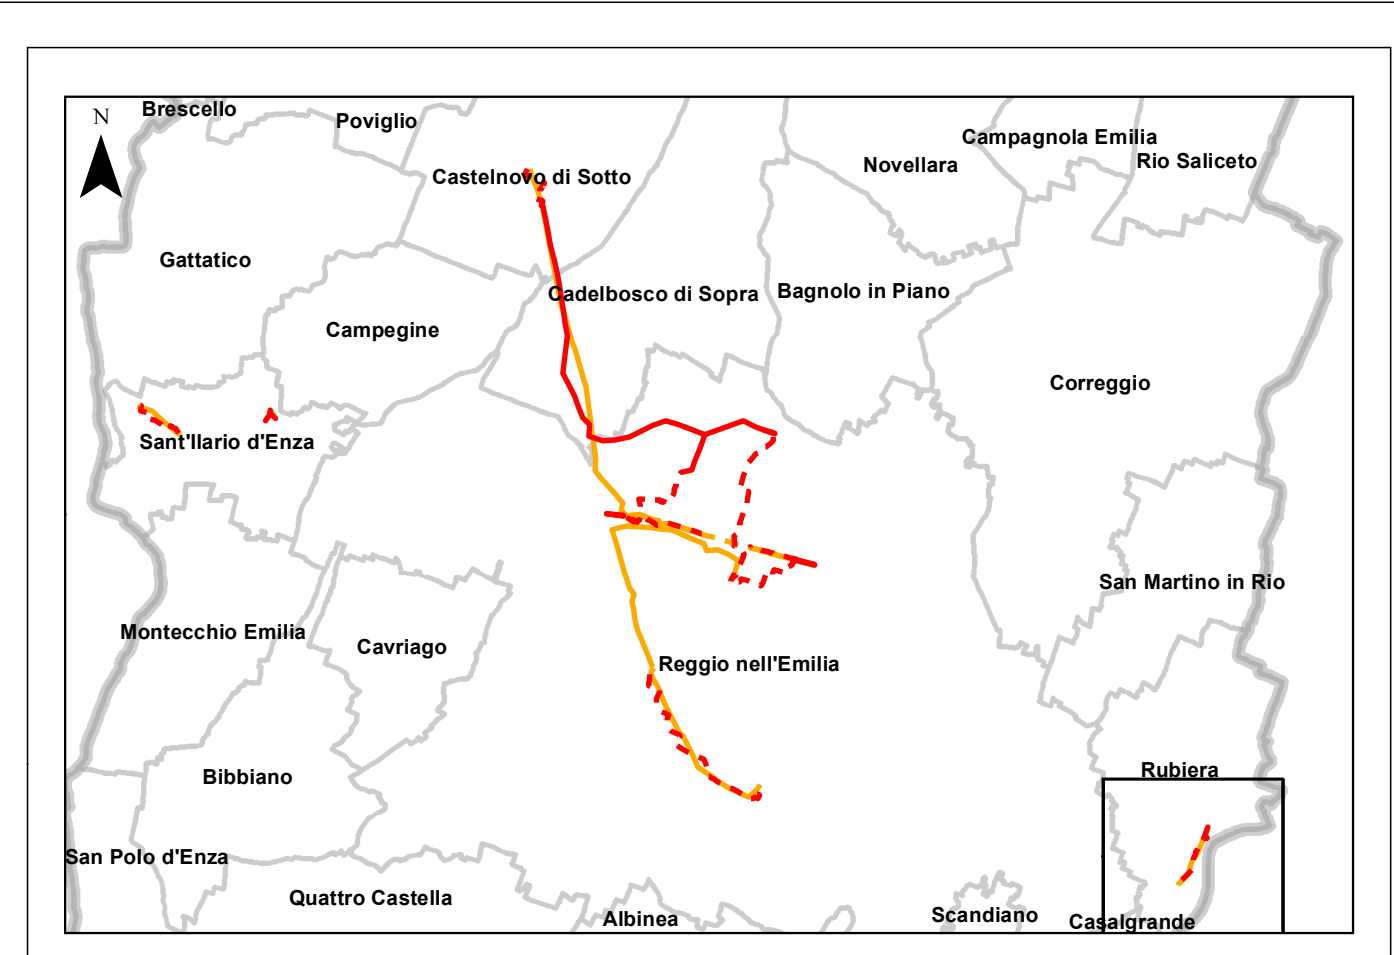 N
Brescello
Poviglio
Campagnola Emilia
Novellara
Rio Saliceto
Castelnovo di Sotto
Gattatico
Cadelbosco di Sopra
Bagnolo in Piano
Campegine
Correggio
Sant'Ilario d'Enza
San Martino in Rio
Montecchio Emilia
Cavriago
Reggio nell'Emilia
Rubiera
Bibbiano
San Polo d'Enza
Quattro Castella
Albinea
Scandiano
Casalgrande